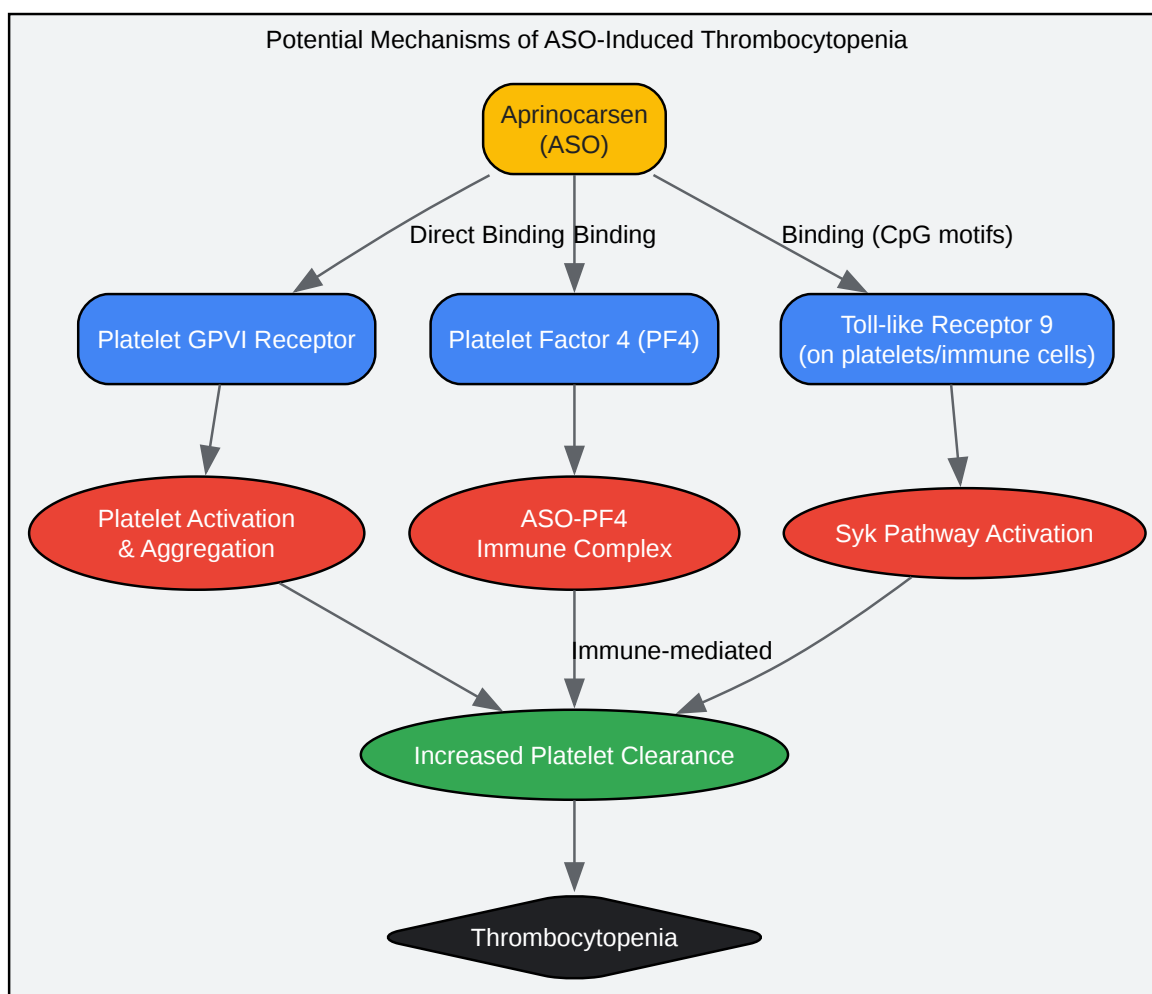 Potential Mechanisms of ASO-Induced Thrombocytopenia
Aprinocarsen
(ASO)
Direct Binding
Binding
Binding (CpG motifs)
Platelet GPVI Receptor
Platelet Factor 4 (PF4)
Toll-like Receptor 9
(on platelets/immune cells)
Platelet Activation
& Aggregation
ASO-PF4
Immune Complex
Syk Pathway Activation
Immune-mediated
Increased Platelet Clearance
Thrombocytopenia